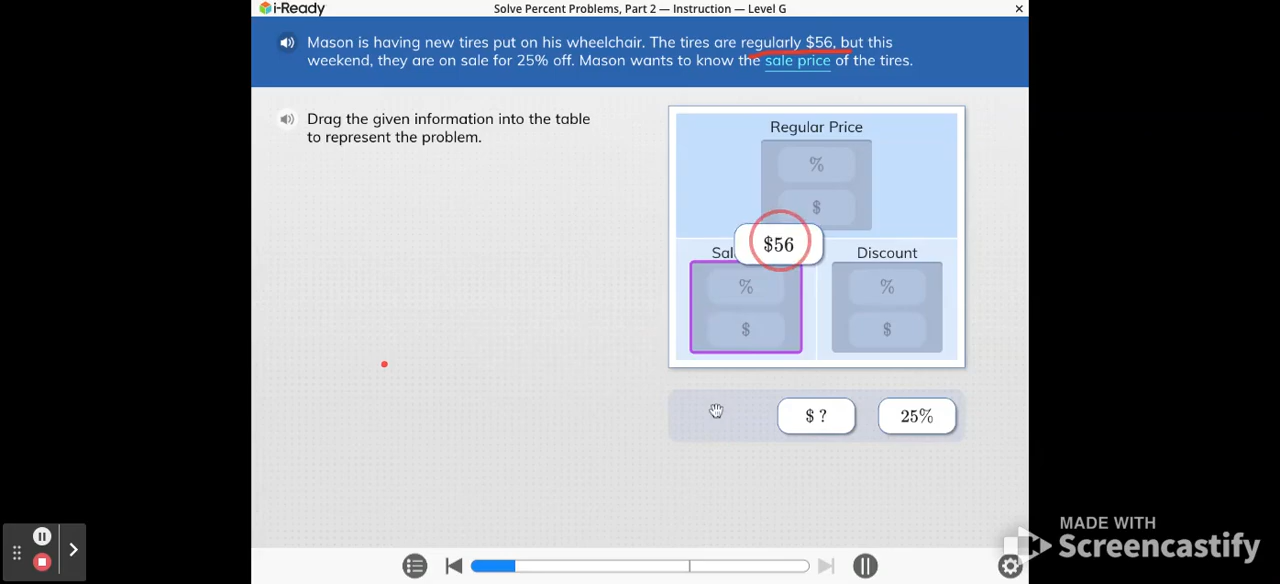 i-Ready
Solve Percent Problems, Part 2 — Instruction — Level G
Mason is having new tires put on his wheelchair. The tires are regularly $56, but this
weekend, they are on sale for 25% off. Mason wants to know the sale price of the tires.
Drag the given information into the table
to represent the problem.
Regular Price
%
$
$56
Discount
%
$
%
$
$ ?
25%
MADE WITH
Screencastify